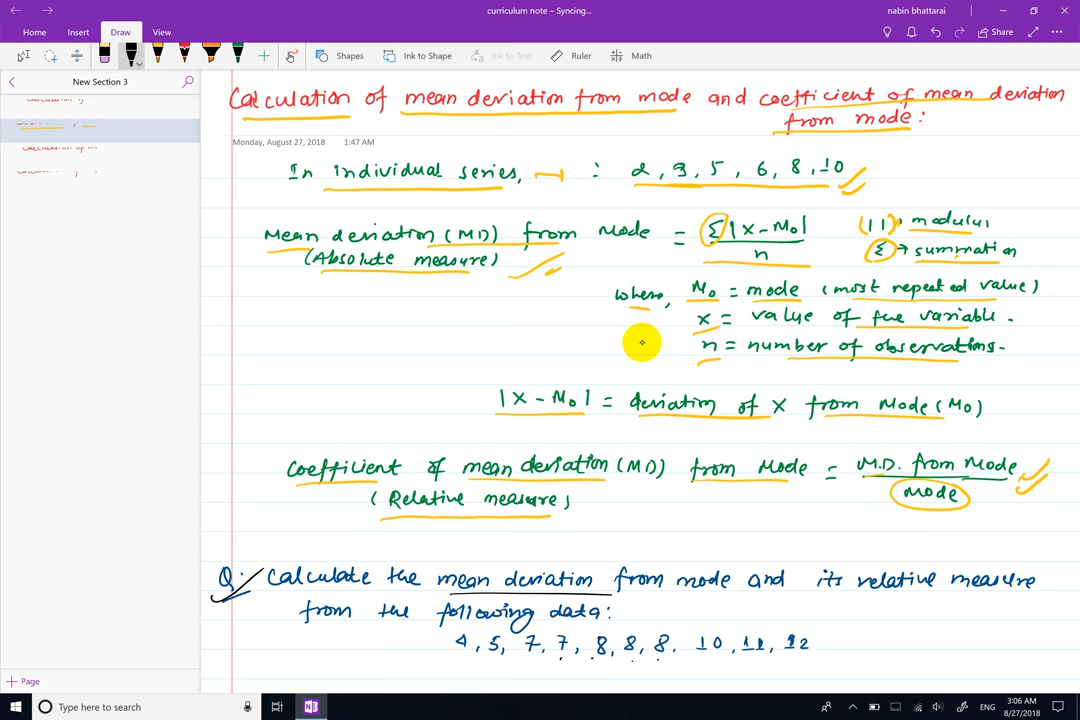 curriculum note – Syncing...
nabin bhattarai
Home Insert Draw View
Share
Shapes Ink to Shape Ink to Text Ruler Math
New Section 3
Calculation of mean deviation from mode and coefficient of mean deviation
from mode:
Monday, August 27, 2018 1:47 AM
In individual series, → : 2, 3, 5, 6, 8, 10
Mean deviation (MD) from Mode = Σ|X-M₀| / n
(Absolute measure)
(||) → modulus
Σ → summation
where, M₀ = mode (most repeated value)
X = value of the variable.
n = number of observations.
|X - M₀| = deviation of X from Mode (M₀)
Coefficient of mean deviation (MD) from Mode = M.D. from Mode / Mode
(Relative measure)
Q. Calculate the mean deviation from mode and its relative measure
from the following data:
4, 5, 7, 7, 8, 8, 8, 10, 11, 12
Page
Type here to search
ENG
3:06 AM
8/27/2018